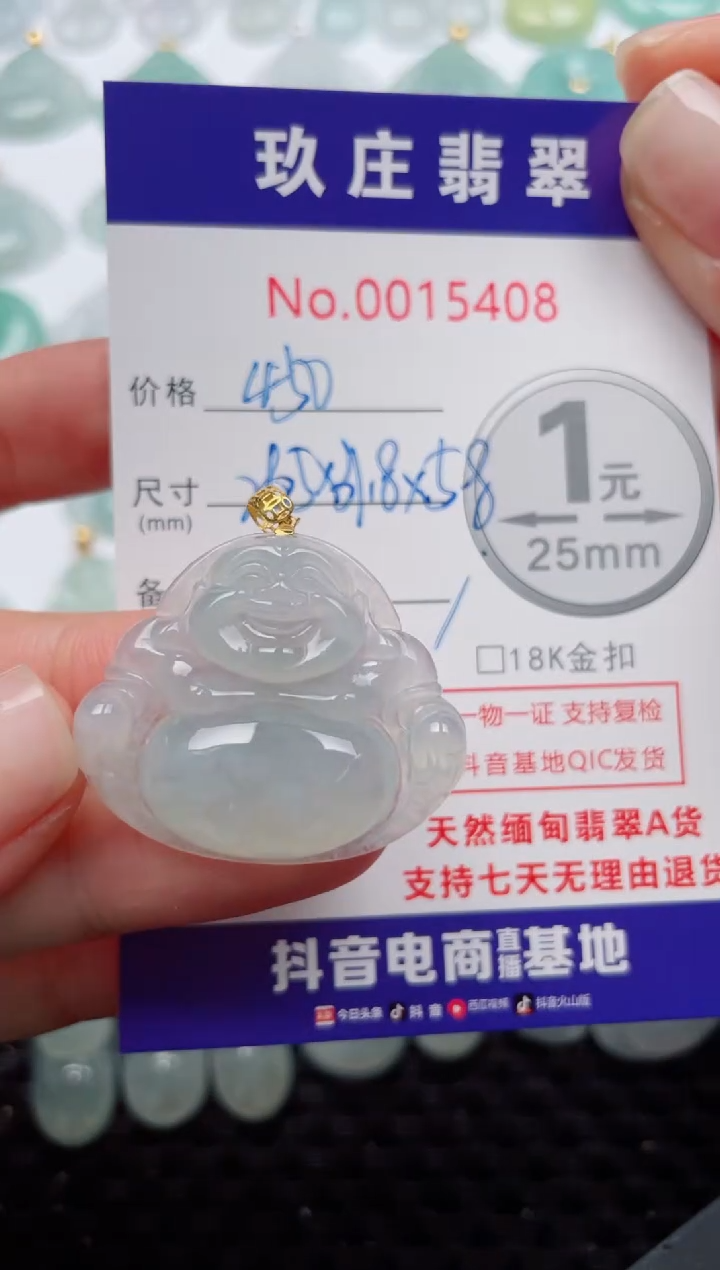 玖庄翡翠
No.0015408
价格 450
尺寸
(mm)
备
1元
25mm
□18K金扣
一物一证 支持复检
抖音基地QIC发货
天然缅甸翡翠A货
支持七天无理由退货
抖音电商直播基地
今日头条 抖音 西瓜视频 抖音火山版